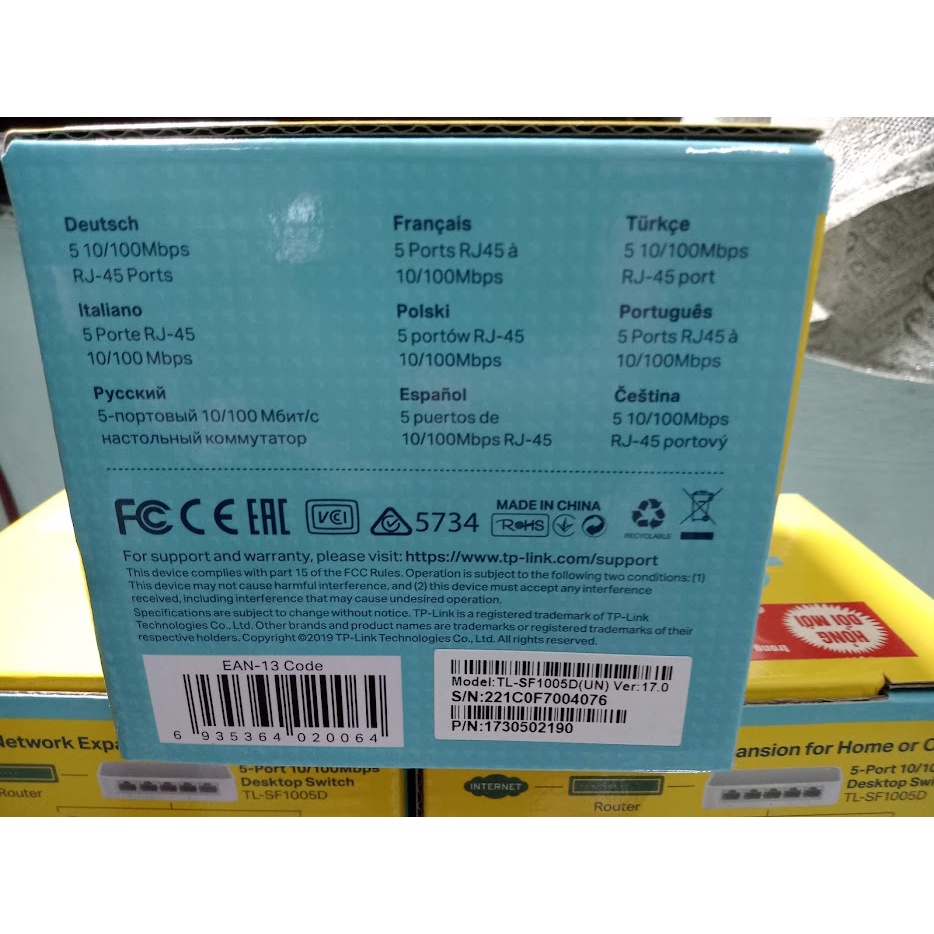 Deutsch
5 10/100Mbps
RJ-45 Ports
Français
5 Ports RJ45 à
10/100Mbps
Türkçe
5 10/100Mbps
RJ-45 port
Italiano
5 Porte RJ-45
10/100 Mbps
Polski
5 portów RJ-45
10/100Mbps
Português
5 Ports RJ45 à
10/100Mbps
Русский
5-портовый 10/100 Мбит/с
настольный коммутатор
Español
5 puertos de
10/100Mbps RJ-45
Čeština
5 10/100Mbps
RJ-45 portový
FC CE EAC VCCI 5734
MADE IN CHINA
RoHS
RECYCLABLE
For support and warranty, please visit: https://www.tp-link.com/support
This device complies with part 15 of the FCC Rules. Operation is subject to the following two conditions: (1)
This device may not cause harmful interference, and (2) this device must accept any interference
received, including interference that may cause undesired operation.
Specifications are subject to change without notice. TP-Link is a registered trademark of TP-Link
Technologies Co., Ltd. Other brands and product names are trademarks or registered trademarks of their
respective holders. Copyright ©2019 TP-Link Technologies Co., Ltd. All rights reserved.
EAN-13 Code
6 935364 020064
Model:TL-SF1005D(UN) Ver:17.0
S/N:221C0F7004076
P/N:1730502190
HỎNG
ĐỔI MỚI
trong
Network
Router
5-Port 10/100Mbps
Desktop Switch
TL-SF1005D
for Home or
INTERNET
Router
5-Port
Desktop
TL-SF1005D